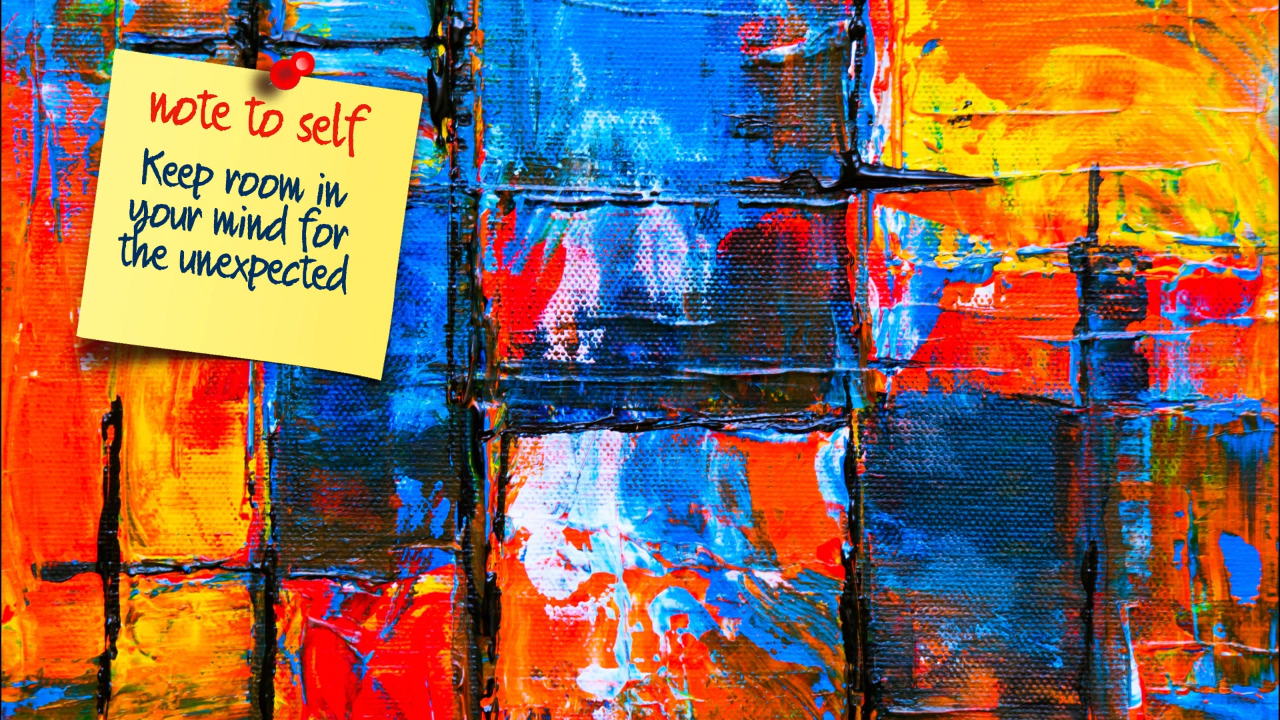 note to self
Keep room in
your mind for
the unexpected